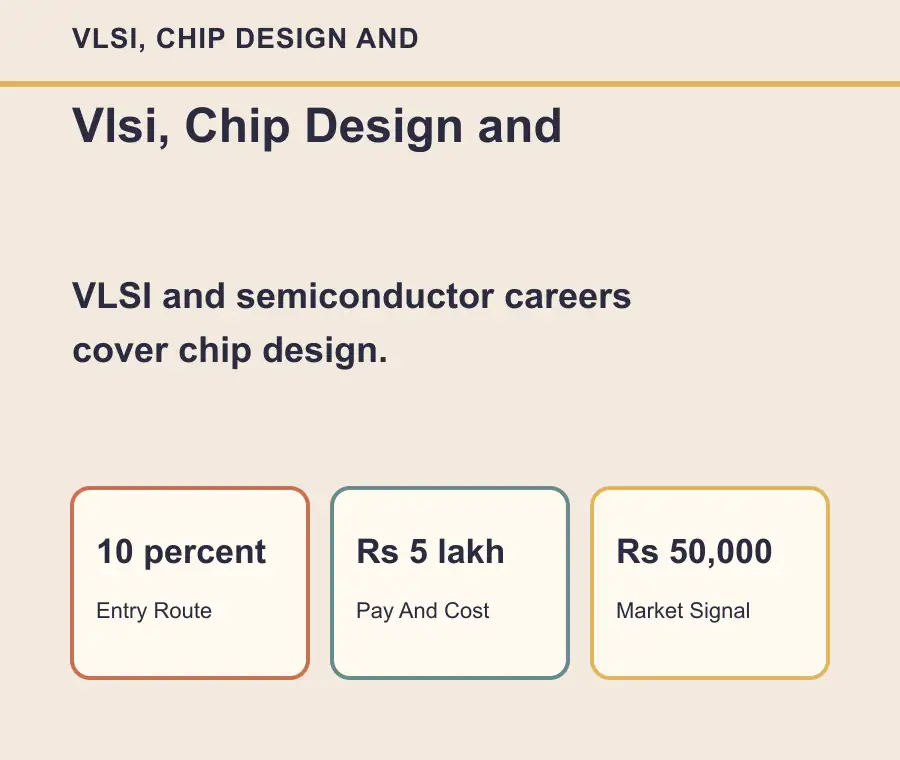 VLSI, CHIP DESIGN AND
Vlsi, Chip Design and
VLSI and semiconductor careers
cover chip design.
10 percent
Entry Route
Rs 5 lakh
Pay And Cost
Rs 50,000
Market Signal